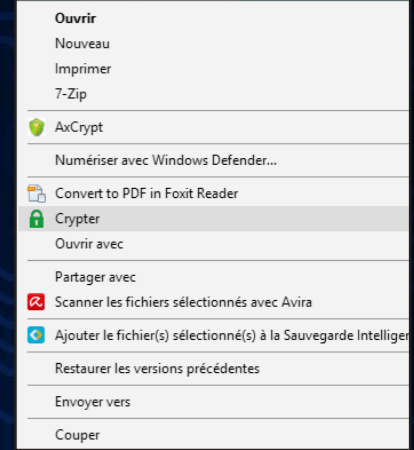 Ouvrir
Nouveau
Imprimer
7-Zip
AxCrypt
Numériser avec Windows Defender...
Convert to PDF in Foxit Reader
Crypter
Ouvrir avec
Partager avec
Scanner les fichiers sélectionnés avec Avira
Ajouter le fichier(s) sélectionné(s) à la Sauvegarde
Restaurer les versions précédentes
Envoyer vers
Couper